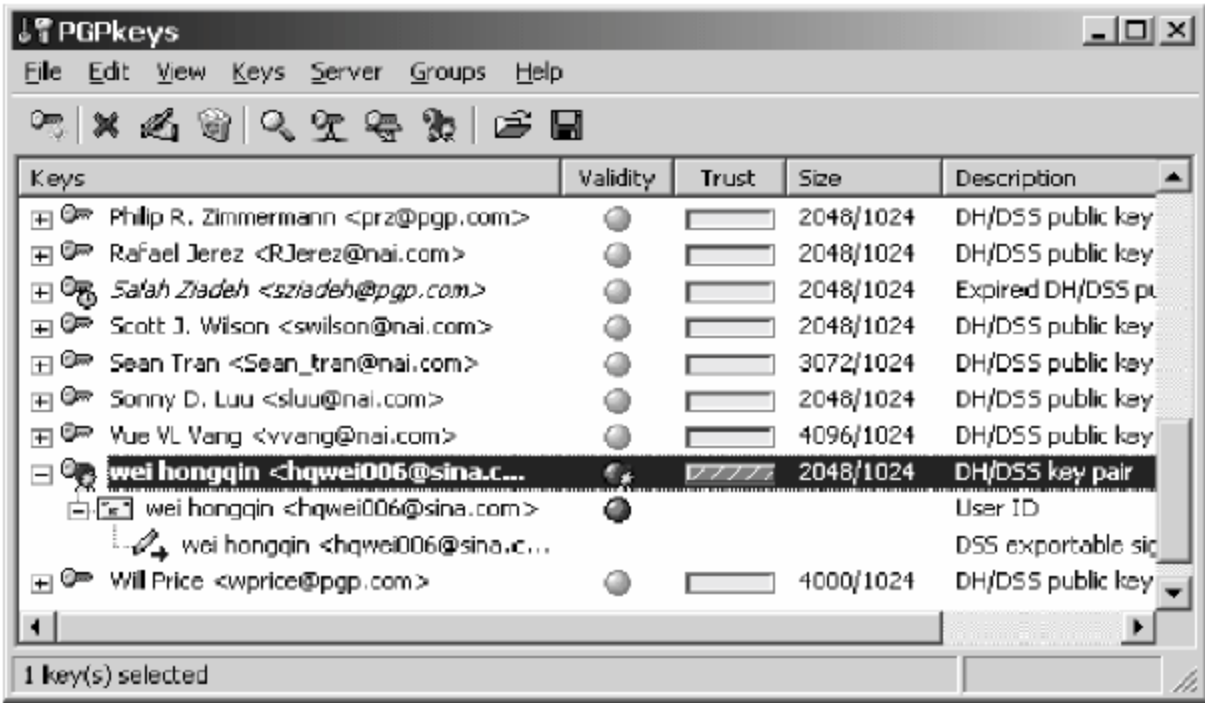 PGPkeys
File Edit View Keys Server Groups Help
Keys Validity Trust Size Description
Philip R. Zimmermann <prz@pgp.com> 2048/1024 DH/DSS public key
Rafael Jerez <RJerez@nai.com> 2048/1024 DH/DSS public key
Salah Ziadeh <sziadeh@pgp.com> 2048/1024 Expired DH/DSS pu
Scott J. Wilson <swilson@nai.com> 2048/1024 DH/DSS public key
Sean Tran <Sean_tran@nai.com> 3072/1024 DH/DSS public key
Sonny D. Luu <sluu@nai.com> 2048/1024 DH/DSS public key
Vue VL Vang <vvang@nai.com> 4096/1024 DH/DSS public key
wei hongqin <hqwei006@sina.c... 2048/1024 DH/DSS key pair
wei hongqin <hqwei006@sina.com> User ID
wei hongqin <hqwei006@sina.c... DSS exportable sig
Will Price <wprice@pgp.com> 4000/1024 DH/DSS public key
1 key(s) selected